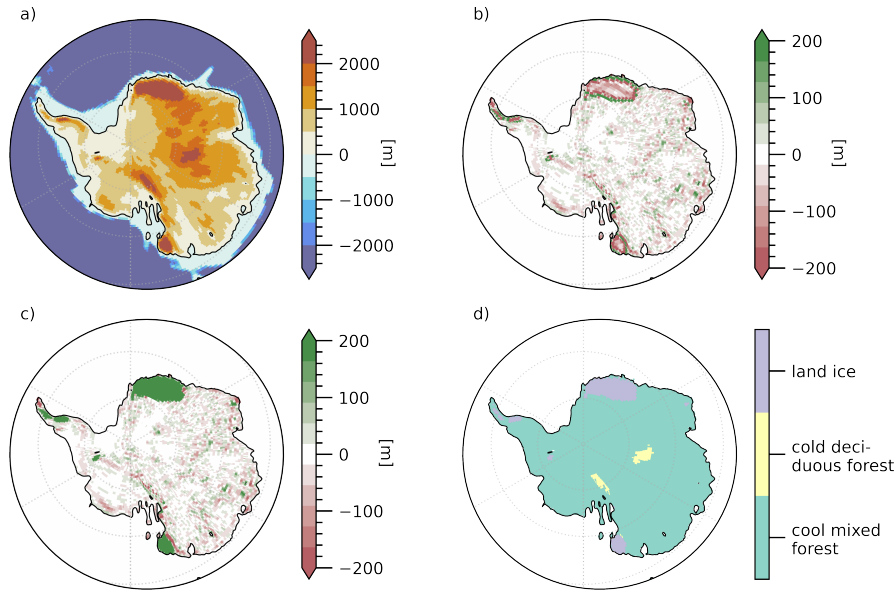 a)
2000
1000
0
−1000
−2000
[m]
b)
200
100
0
−100
−200
[m]
c)
200
100
0
−100
−200
[m]
d)
land ice
cold deci-
duous forest
cool mixed
forest